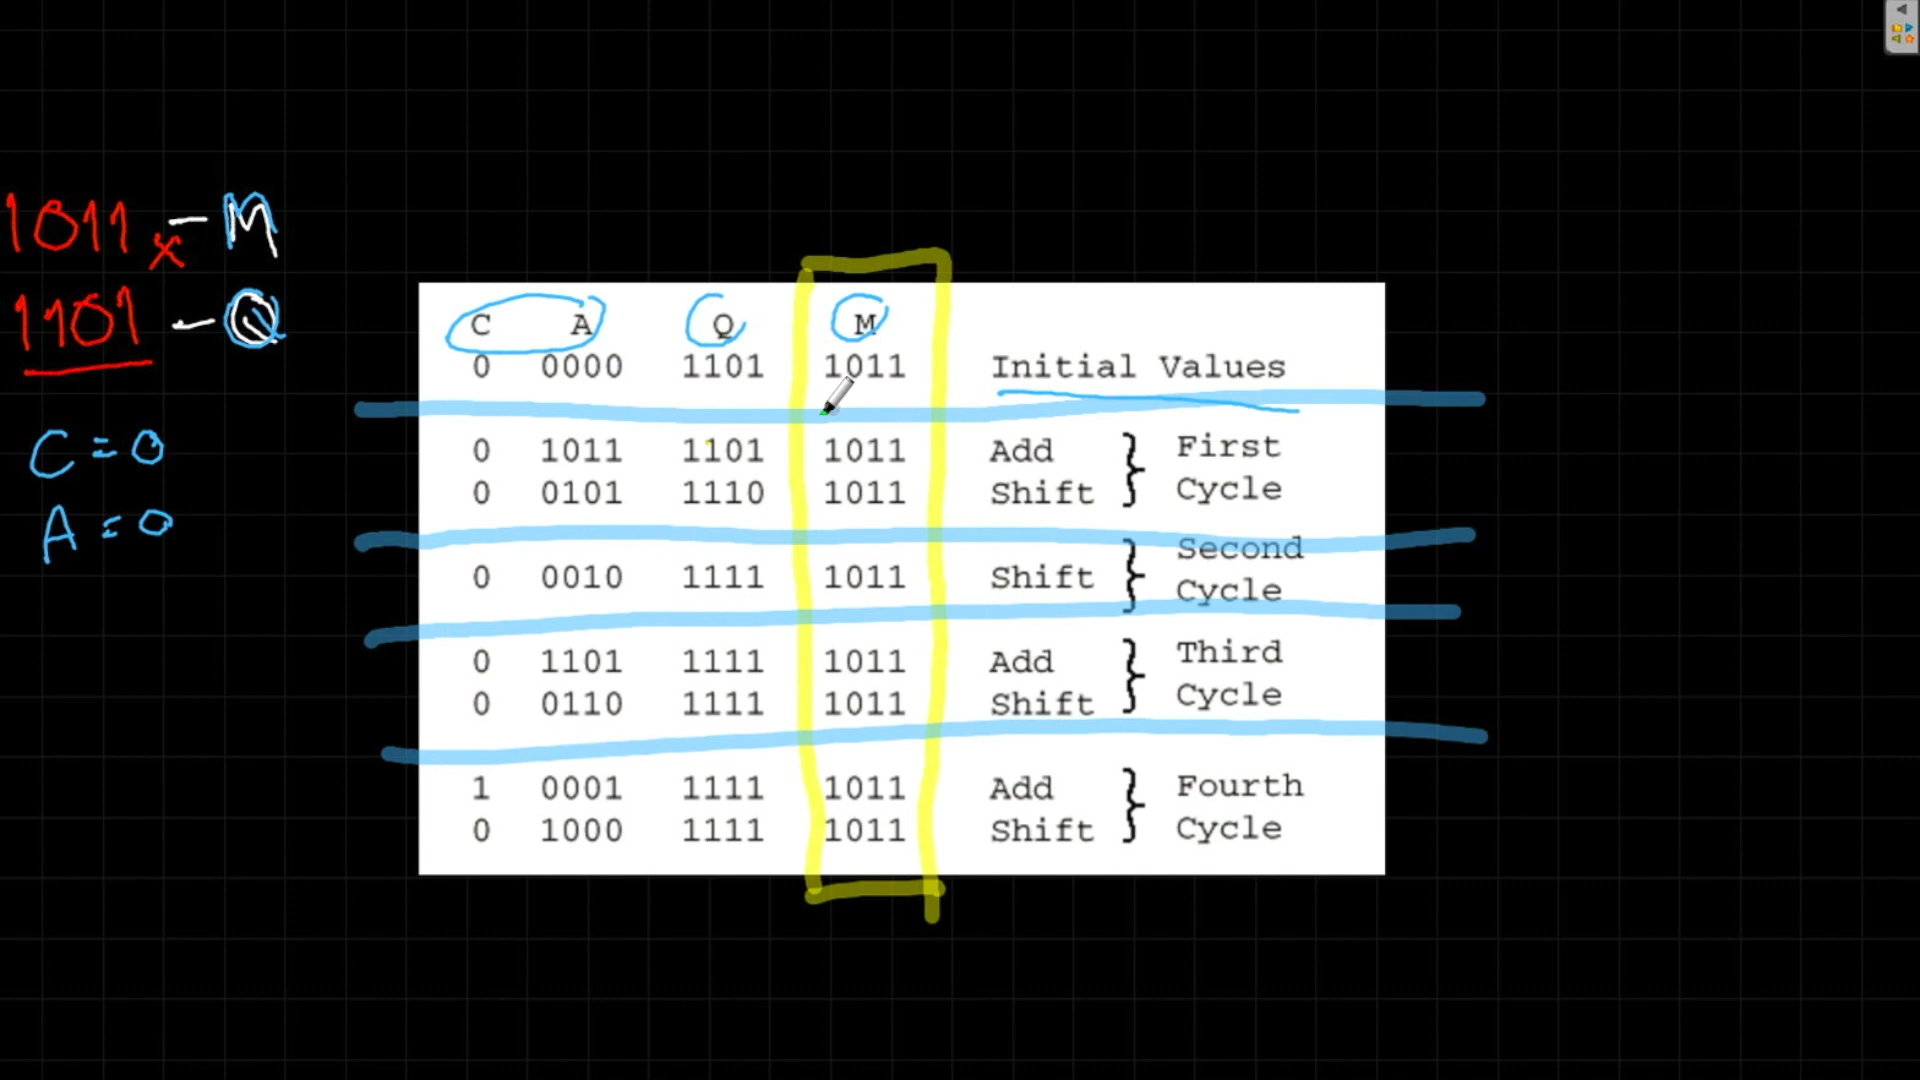 1011 x - M
1101 - Q
C = 0
A = 0
C A Q M
0 0000 1101 1011 Initial Values
0 1011 1101 1011 Add } First
0 0101 1110 1011 Shift } Cycle
0 0010 1111 1011 Shift } Second Cycle
0 1101 1111 1011 Add } Third
0 0110 1111 1011 Shift } Cycle
1 0001 1111 1011 Add } Fourth
0 1000 1111 1011 Shift } Cycle